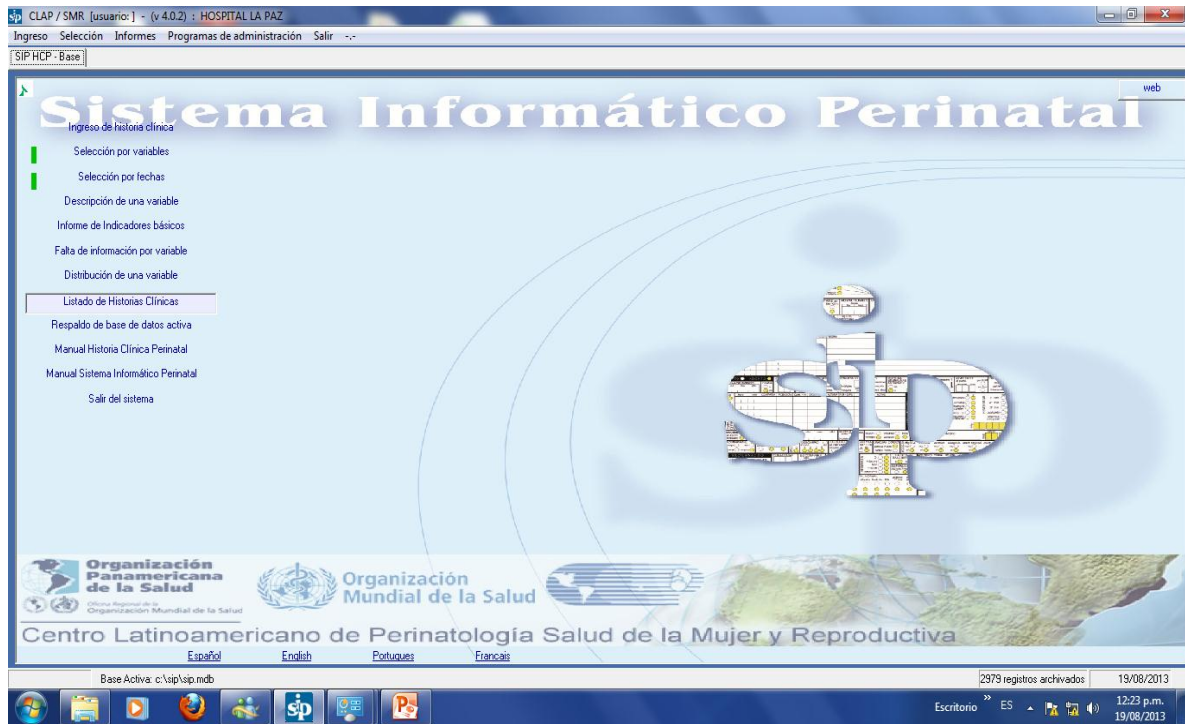 CLAP / SMR [usuario: ] - (v 4.0.2) : HOSPITAL LA PAZ
Ingreso Selección Informes Programas de administración Salir -.-
SIP HCP - Base
web
Sistema Informático Perinatal
Ingreso de historia clínica
Selección por variables
Selección por fechas
Descripción de una variable
Informe de Indicadores básicos
Falta de información por variable
Distribución de una variable
Listado de Historias Clínicas
Respaldo de base de datos activa
Manual Historia Clínica Perinatal
Manual Sistema Informático Perinatal
Salir del sistema
sip
Organización
Panamericana
de la Salud
Oficina Regional de la
Organización Mundial de la Salud
Organización
Mundial de la Salud
Centro Latinoamericano de Perinatología Salud de la Mujer y Reproductiva
Español English Portugues Francais
Base Activa: c:\sip\sip.mdb 2979 registros archivados 19/08/2013
sip
Escritorio » ES 12:23 p.m.
19/08/2013